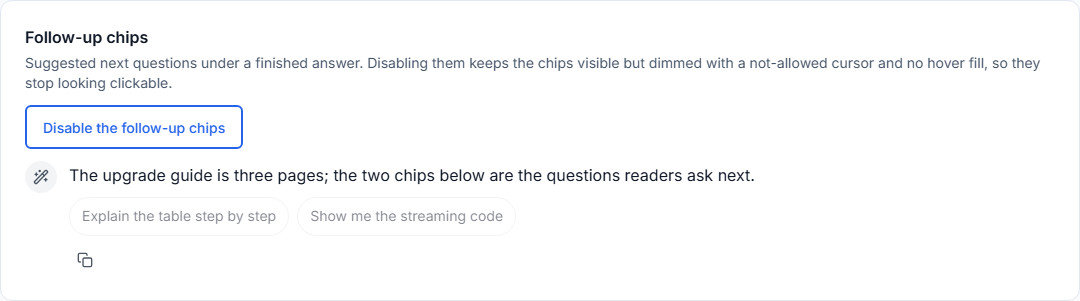 Follow-up chips
Suggested next questions under a finished answer. Disabling them keeps the chips visible but dimmed with a not-allowed cursor and no hover fill, so they
stop looking clickable.
Disable the follow-up chips
The upgrade guide is three pages; the two chips below are the questions readers ask next.
Explain the table step by step
Show me the streaming code